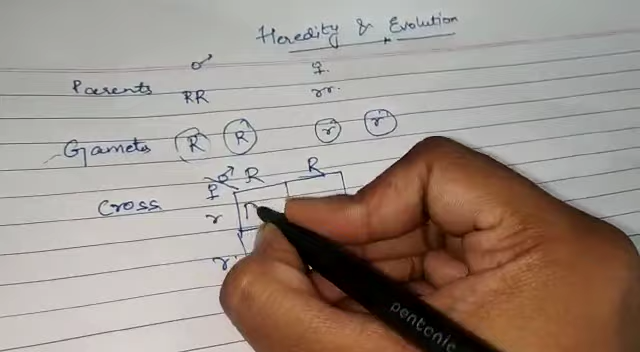 Heredity & Evolution
♂ ♀
Parents RR rr.
Gametes R R r r
♂ R R
♀
Cross r
r
pentonic